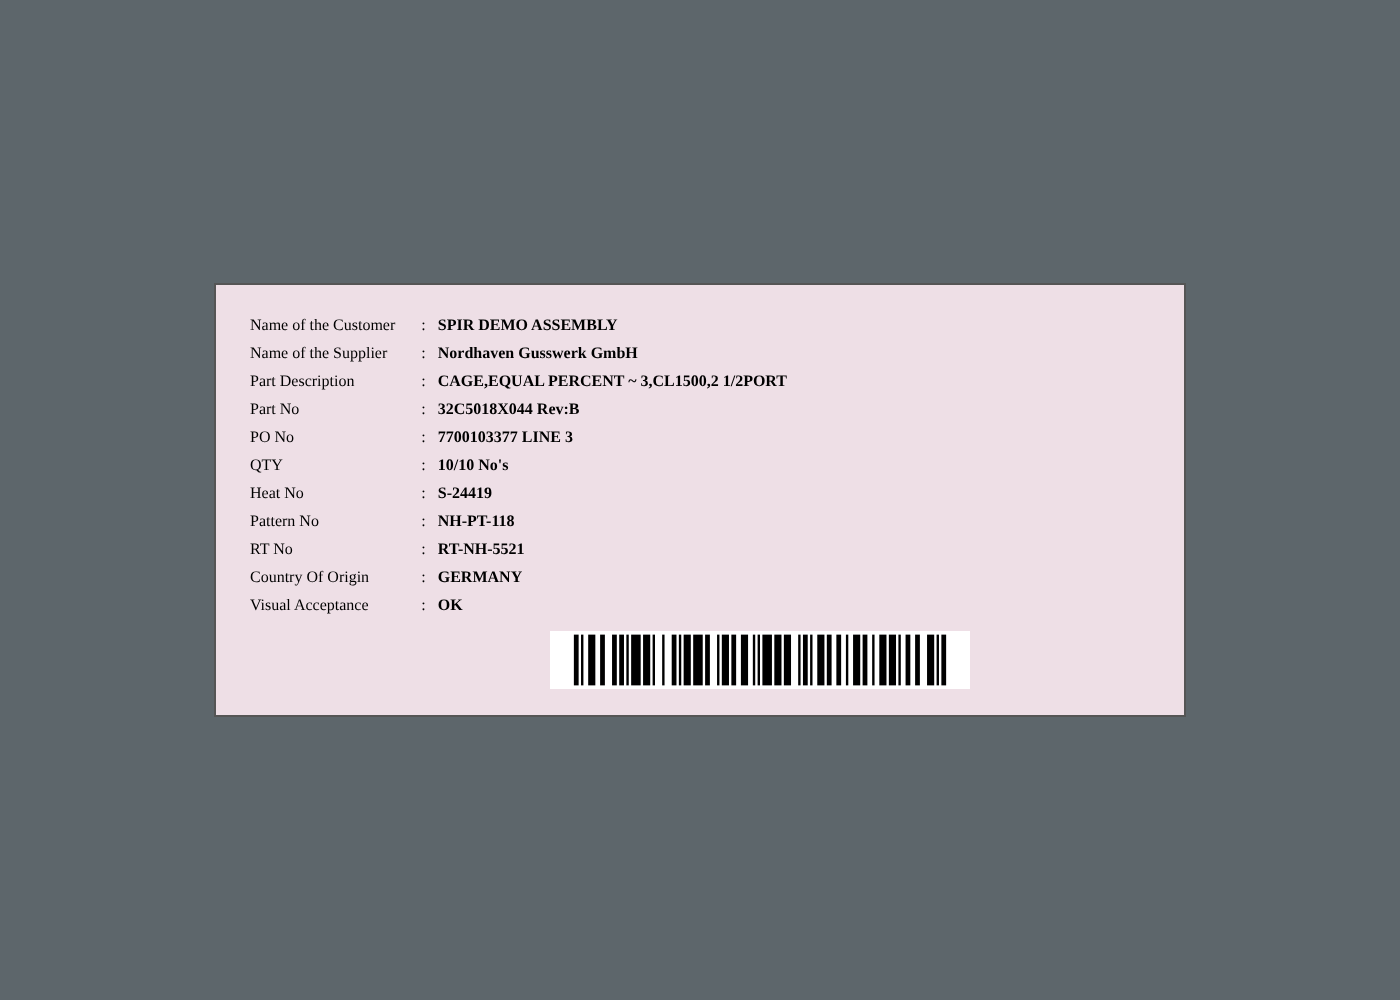 Name of the Customer : SPIR DEMO ASSEMBLY
Name of the Supplier : Nordhaven Gusswerk GmbH
Part Description : CAGE,EQUAL PERCENT ~ 3,CL1500,2 1/2PORT
Part No : 32C5018X044 Rev:B
PO No : 7700103377 LINE 3
QTY : 10/10 No's
Heat No : S-24419
Pattern No : NH-PT-118
RT No : RT-NH-5521
Country Of Origin : GERMANY
Visual Acceptance : OK